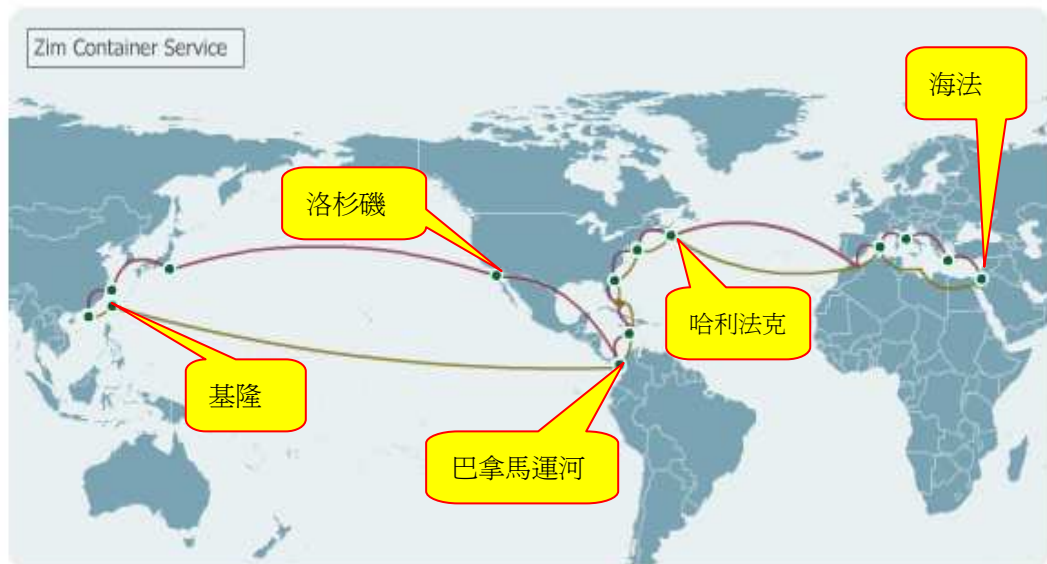 Zim Container Service
海法
洛杉磯
哈利法克
基隆
巴拿馬運河